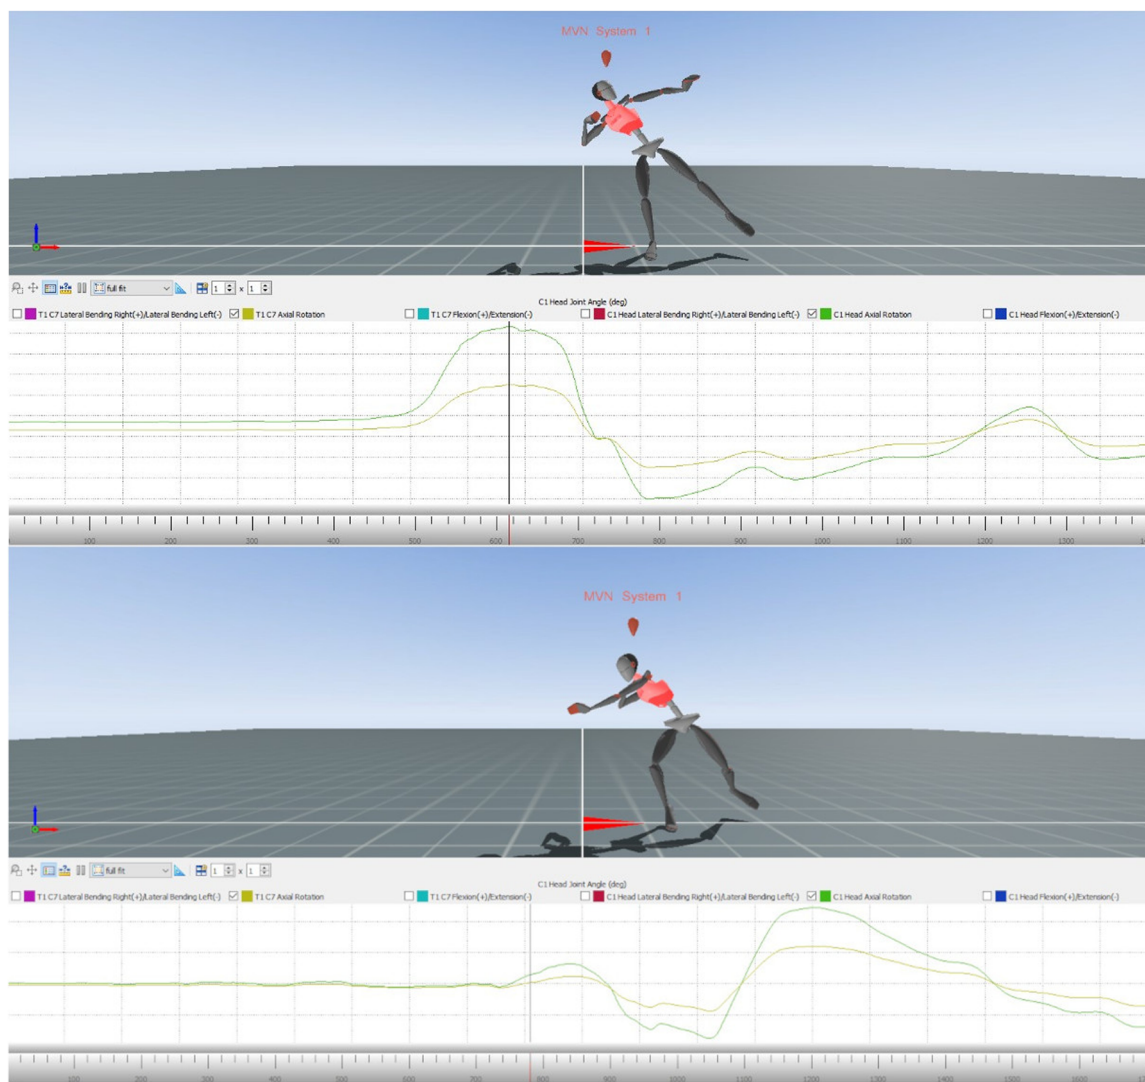 MVN System 1
full fit 1 x 1
C1 Head Joint Angle (deg)
T1 C7 Lateral Bending Right(+)/Lateral Bending Left(-) T1 C7 Axial Rotation T1 C7 Flexion(+)/Extension(-) C1 Head Lateral Bending Right(+)/Lateral Bending Left(-) C1 Head Axial Rotation C1 Head Flexion(+)/Extension(-)
100 200 300 400 500 600 700 800 900 1000 1100 1200 1300
MVN System 1
full fit 1 x 1
C1 Head Joint Angle (deg)
T1 C7 Lateral Bending Right(+)/Lateral Bending Left(-) T1 C7 Axial Rotation T1 C7 Flexion(+)/Extension(-) C1 Head Lateral Bending Right(+)/Lateral Bending Left(-) C1 Head Axial Rotation C1 Head Flexion(+)/Extension(-)
100 200 300 400 500 600 700 800 900 1000 1100 1200 1300 1400 1500 1600